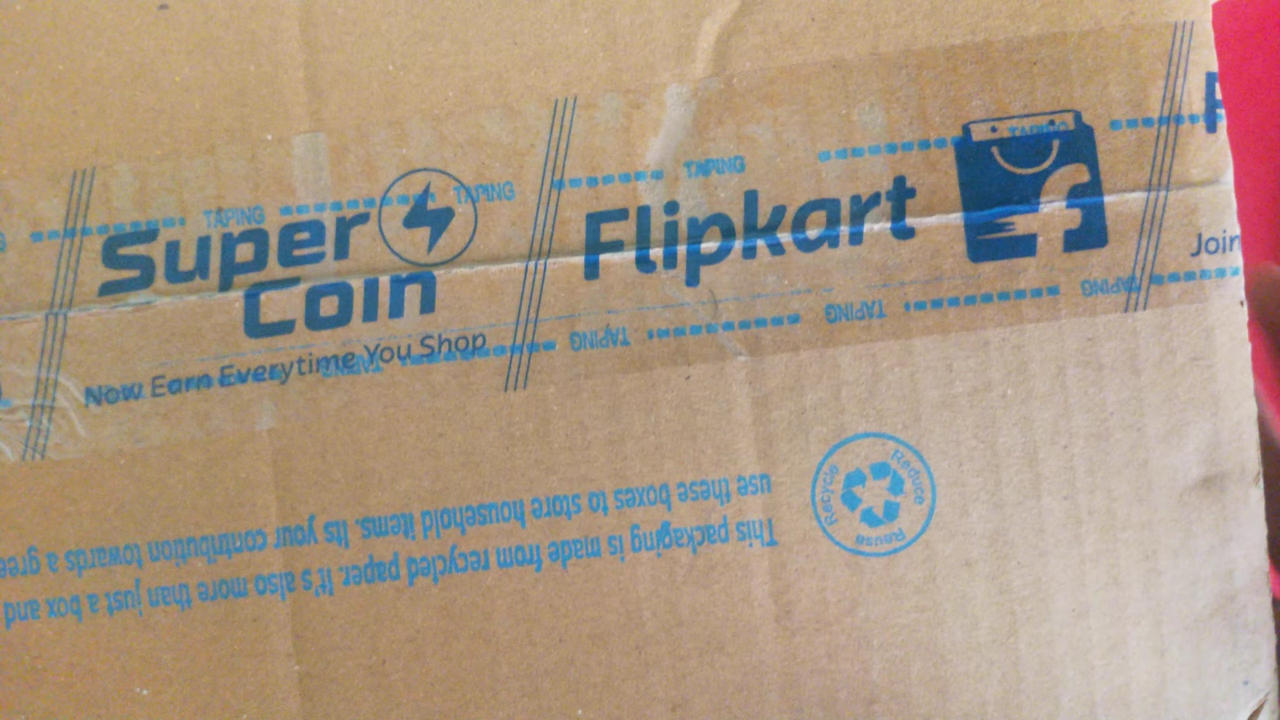 TAPING TAPING TAPING TAPING
Super
Coin
Now Earn Everytime You Shop
Flipkart
Join
TAPING TAPING TAPING TAPING
This packaging is made from recycled paper. It's also more than just a box and
use these boxes to store household items. Its your contribution towards a
Recycle Reduce Reuse